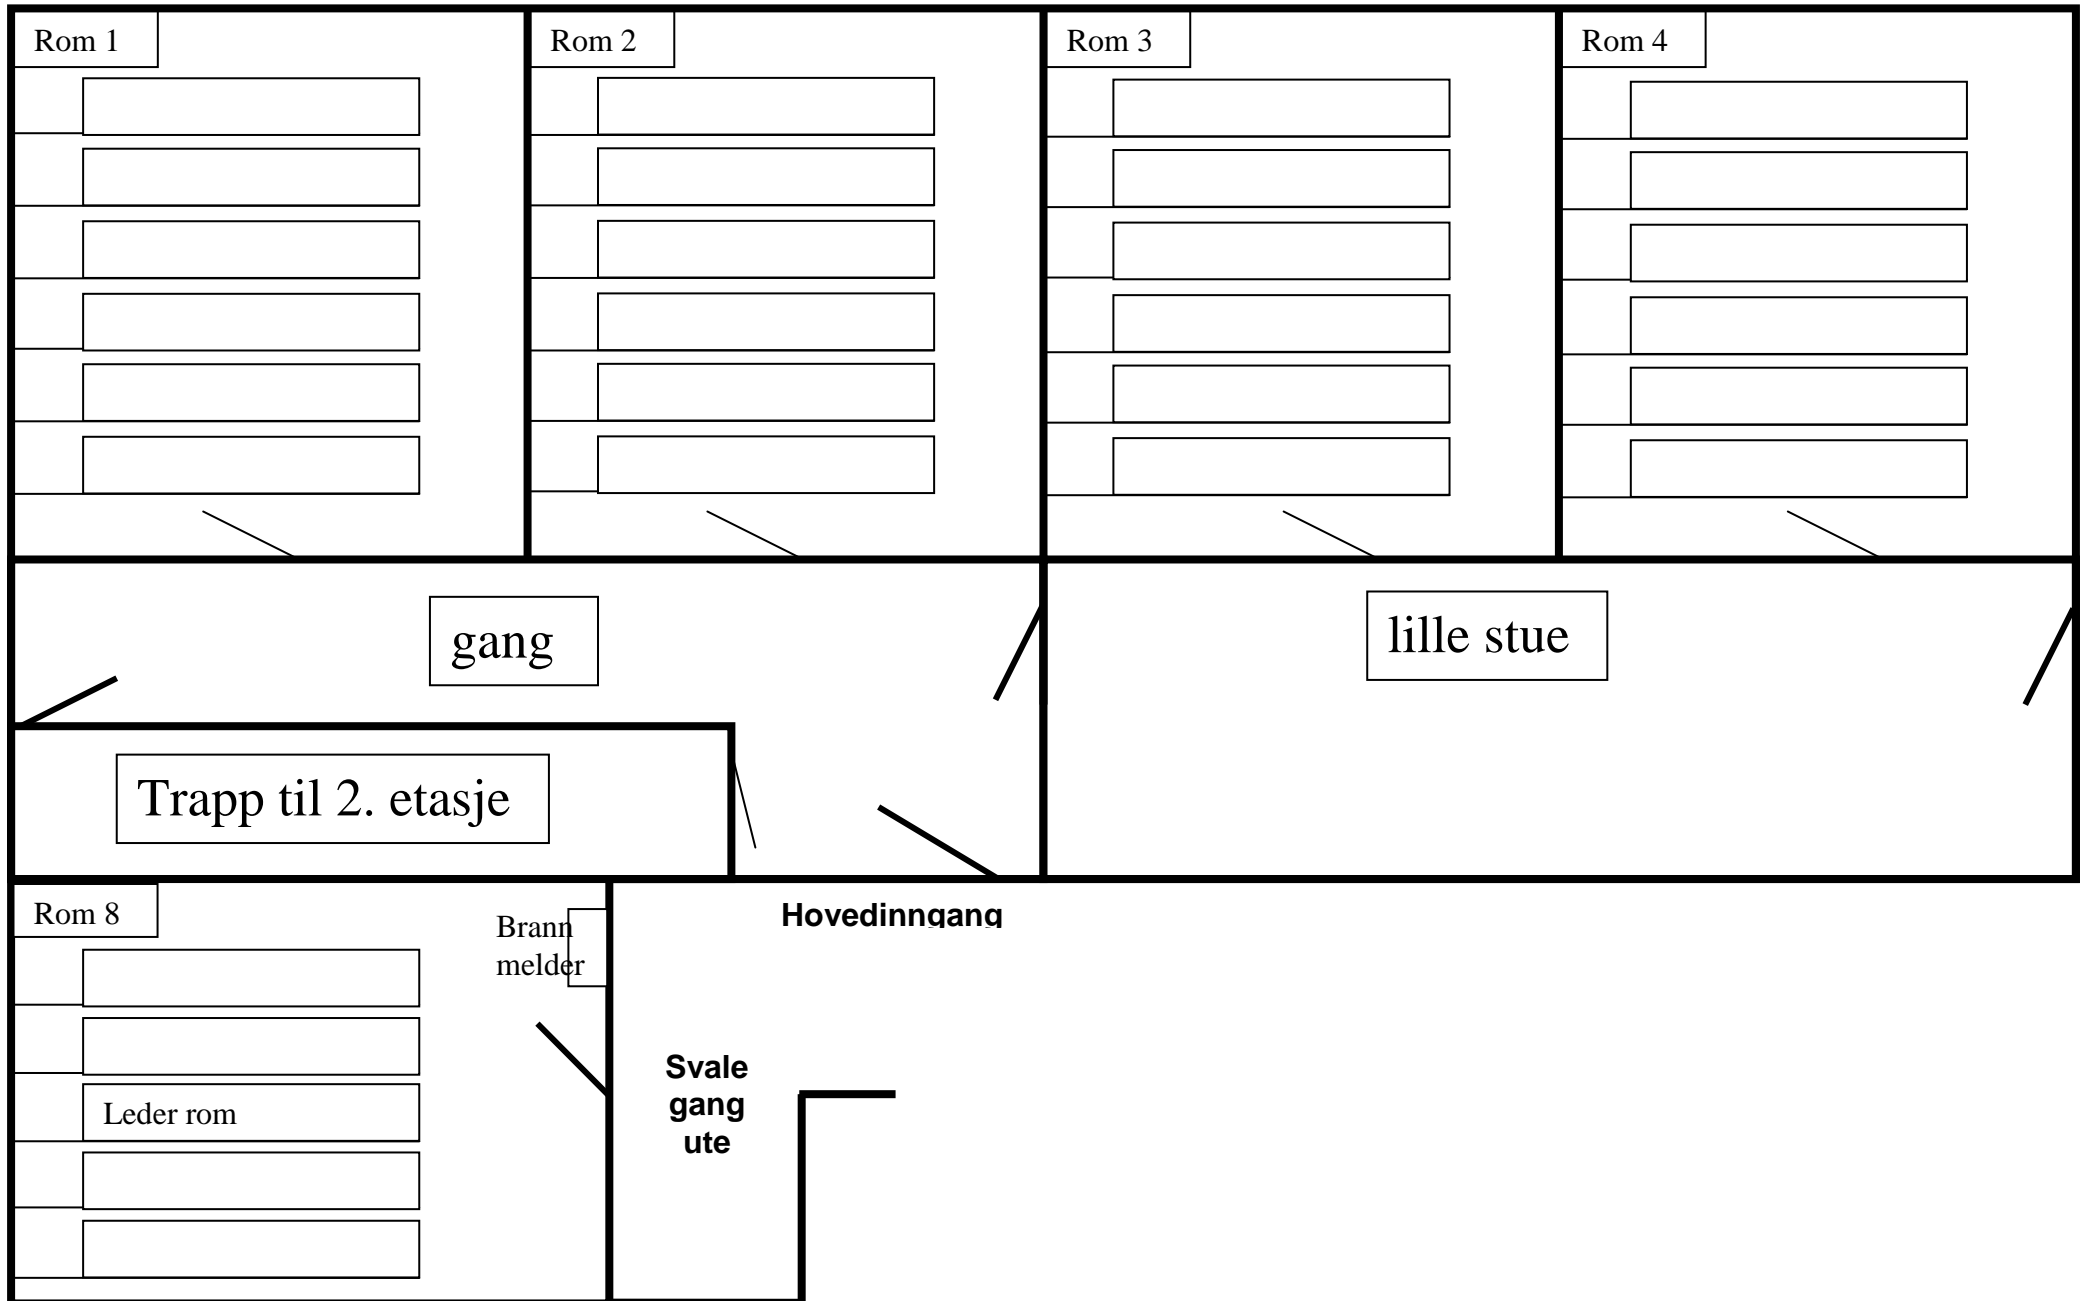 Rom 1
Rom 2
Rom 3
Rom 4
gang
lille stue
Trapp til 2. etasje
Rom 8
Brann
melder
Hovedinngang
Leder rom
Svale
gang
ute